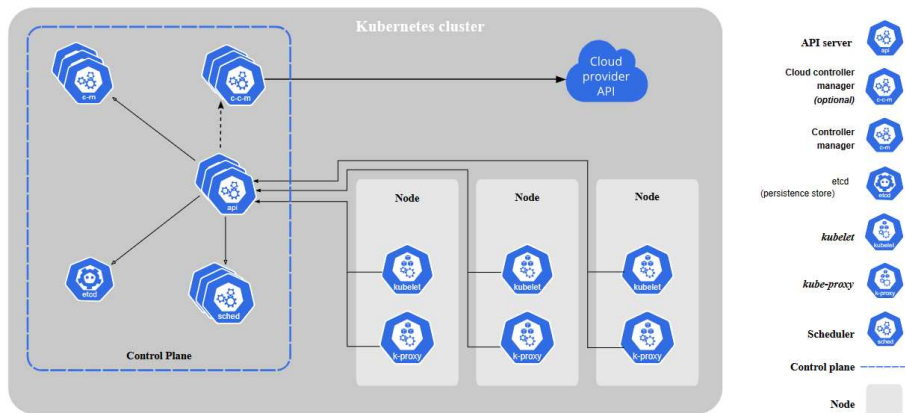 Kubernetes cluster
API server
api
Cloud
provider
API
c-m
c-c-m
Cloud controller
manager
(optional)
c-c-m
Controller
manager
c-m
api
Node
Node
Node
etcd
(persistence store)
etcd
kubelet
kubelet
kubelet
kubelet
kubelet
etcd
sched
kube-proxy
k-proxy
k-proxy
k-proxy
k-proxy
Scheduler
sched
Control Plane
Control plane
Node